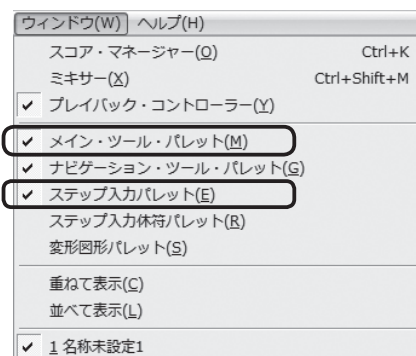 ウィンドウ(W) ヘルプ(H)
スコア・マネージャー(O) Ctrl+K
ミキサー(X) Ctrl+Shift+M
✓ プレイバック・コントローラー(Y)
✓ メイン・ツール・パレット(M)
✓ ナビゲーション・ツール・パレット(G)
✓ ステップ入力パレット(E)
ステップ入力休符パレット(R)
変形図形パレット(S)
重ねて表示(C)
並べて表示(L)
✓ 1 名称未設定1